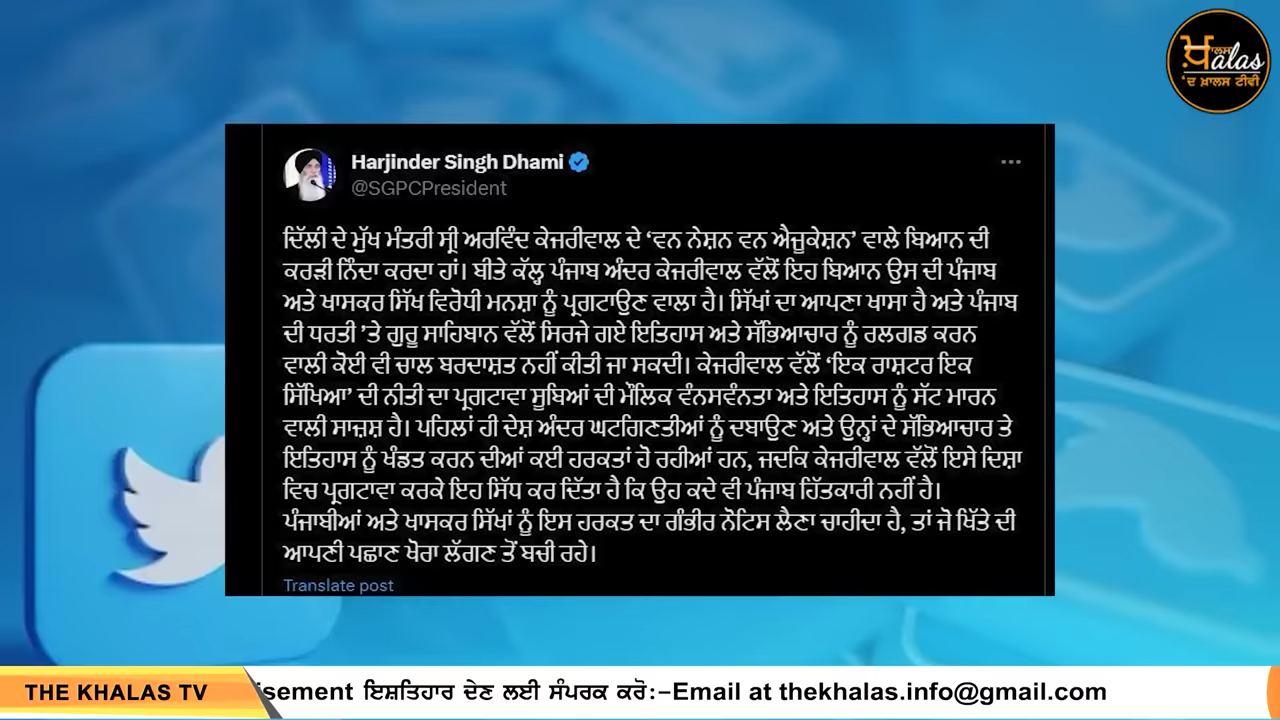 ਖ਼ਾਲਸ
alas
'ਦ ਖ਼ਾਲਸ ਟੀਵੀ
Harjinder Singh Dhami
@SGPCPresident
ਦਿੱਲੀ ਦੇ ਮੁੱਖ ਮੰਤਰੀ ਸ੍ਰੀ ਅਰਵਿੰਦ ਕੇਜਰੀਵਾਲ ਦੇ ‘ਵਨ ਨੇਸ਼ਨ ਵਨ ਐਜੂਕੇਸ਼ਨ’ ਵਾਲੇ ਬਿਆਨ ਦੀ
ਕਰੜੀ ਨਿੰਦਾ ਕਰਦਾ ਹਾਂ। ਬੀਤੇ ਕੱਲ੍ਹ ਪੰਜਾਬ ਅੰਦਰ ਕੇਜਰੀਵਾਲ ਵੱਲੋਂ ਇਹ ਬਿਆਨ ਉਸ ਦੀ ਪੰਜਾਬ
ਅਤੇ ਖਾਸਕਰ ਸਿੱਖ ਵਿਰੋਧੀ ਮਨਸ਼ਾ ਨੂੰ ਪ੍ਰਗਟਾਉਣ ਵਾਲਾ ਹੈ। ਸਿੱਖਾਂ ਦਾ ਆਪਣਾ ਖਾਸਾ ਹੈ ਅਤੇ ਪੰਜਾਬ
ਦੀ ਧਰਤੀ ’ਤੇ ਗੁਰੂ ਸਾਹਿਬਾਨ ਵੱਲੋਂ ਸਿਰਜੇ ਗਏ ਇਤਿਹਾਸ ਅਤੇ ਸੱਭਿਆਚਾਰ ਨੂੰ ਰਲਗਡ ਕਰਨ
ਵਾਲੀ ਕੋਈ ਵੀ ਚਾਲ ਬਰਦਾਸ਼ਤ ਨਹੀਂ ਕੀਤੀ ਜਾ ਸਕਦੀ। ਕੇਜਰੀਵਾਲ ਵੱਲੋਂ ‘ਇਕ ਰਾਸ਼ਟਰ ਇਕ
ਸਿੱਖਿਆ’ ਦੀ ਨੀਤੀ ਦਾ ਪ੍ਰਗਟਾਵਾ ਸੂਬਿਆਂ ਦੀ ਮੌਲਿਕ ਵੰਨਸਵੰਨਤਾ ਅਤੇ ਇਤਿਹਾਸ ਨੂੰ ਸੱਟ ਮਾਰਨ
ਵਾਲੀ ਸਾਜ਼ਸ਼ ਹੈ। ਪਹਿਲਾਂ ਹੀ ਦੇਸ਼ ਅੰਦਰ ਘਟਗਿਣਤੀਆਂ ਨੂੰ ਦਬਾਉਣ ਅਤੇ ਉਨ੍ਹਾਂ ਦੇ ਸੱਭਿਆਚਾਰ ਤੇ
ਇਤਿਹਾਸ ਨੂੰ ਖੰਡਤ ਕਰਨ ਦੀਆਂ ਕਈ ਹਰਕਤਾਂ ਹੋ ਰਹੀਆਂ ਹਨ, ਜਦਕਿ ਕੇਜਰੀਵਾਲ ਵੱਲੋਂ ਇਸੇ ਦਿਸ਼ਾ
ਵਿਚ ਪ੍ਰਗਟਾਵਾ ਕਰਕੇ ਇਹ ਸਿੱਧ ਕਰ ਦਿੱਤਾ ਹੈ ਕਿ ਉਹ ਕਦੇ ਵੀ ਪੰਜਾਬ ਹਿੱਤਕਾਰੀ ਨਹੀਂ ਹੈ।
ਪੰਜਾਬੀਆਂ ਅਤੇ ਖਾਸਕਰ ਸਿੱਖਾਂ ਨੂੰ ਇਸ ਹਰਕਤ ਦਾ ਗੰਭੀਰ ਨੋਟਿਸ ਲੈਣਾ ਚਾਹੀਦਾ ਹੈ, ਤਾਂ ਜੋ ਖਿੱਤੇ ਦੀ
ਆਪਣੀ ਪਛਾਣ ਖੋਰਾ ਲੱਗਣ ਤੋਂ ਬਚੀ ਰਹੇ।
Translate post
THE KHALAS TV
isement ਇਸ਼ਤਿਹਾਰ ਦੇਣ ਲਈ ਸੰਪਰਕ ਕਰੋ:-Email at thekhalas.info@gmail.com